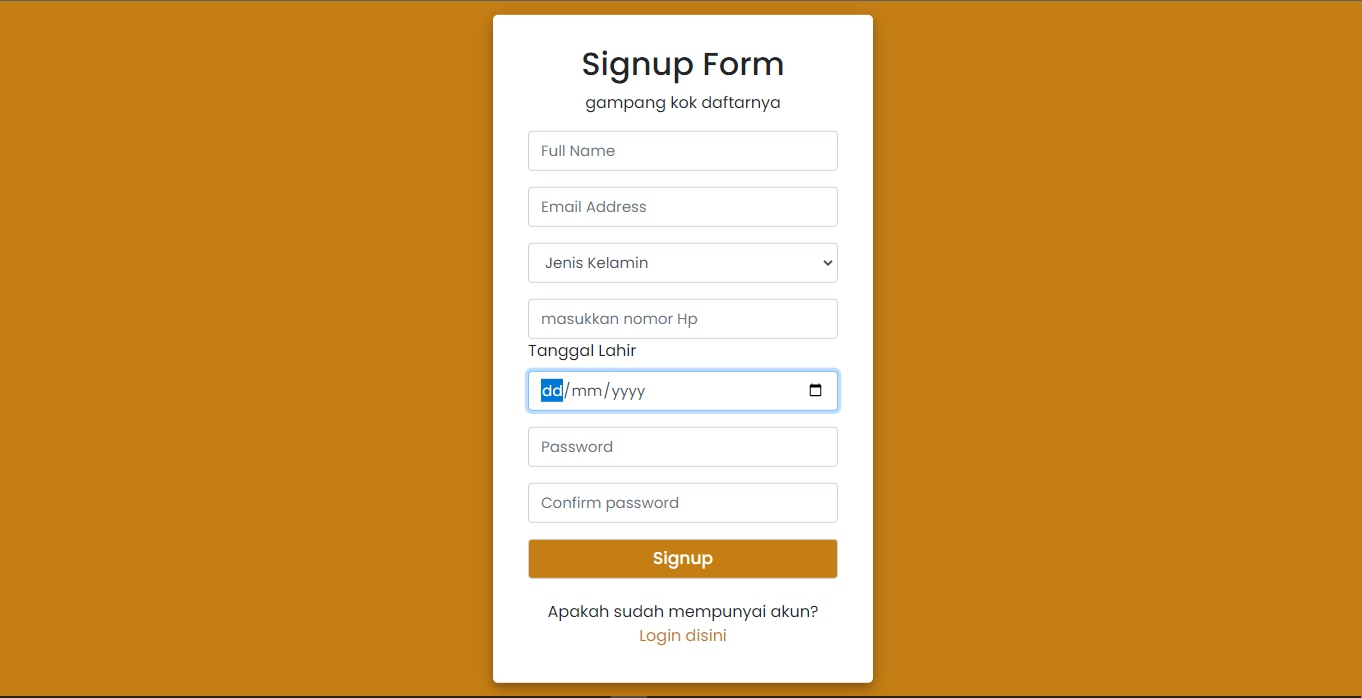 Signup Form
gampang kok daftarnya
Full Name
Email Address
Jenis Kelamin
masukkan nomor Hp
Tanggal Lahir
dd/mm/yyyy
Password
Confirm password
Signup
Apakah sudah mempunyai akun?
Login disini